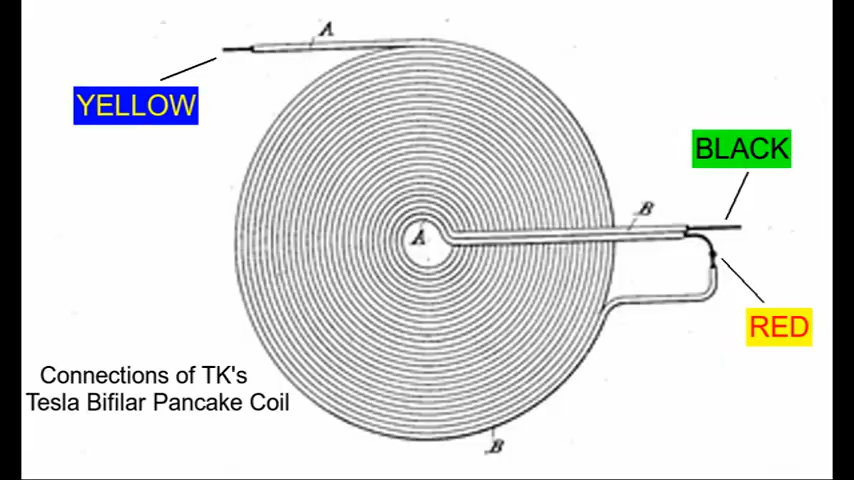 A
YELLOW
BLACK
B
A
RED
Connections of TK's
Tesla Bifilar Pancake Coil
B